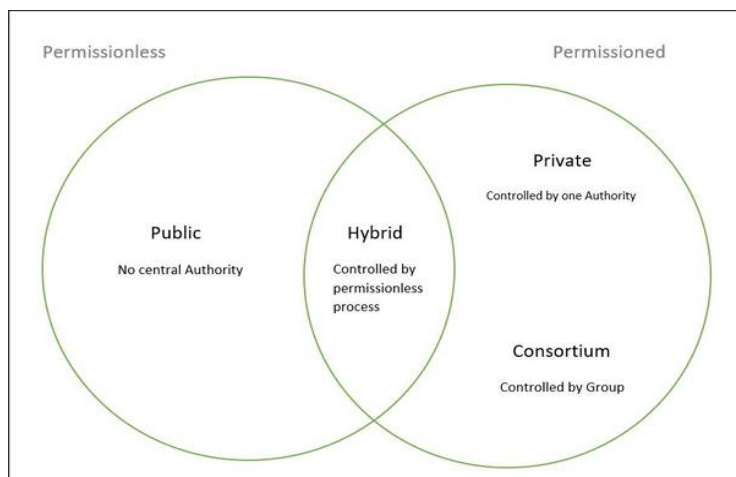 Permissionless
Permissioned
Public
No central Authority
Hybrid
Controlled by
permissionless
process
Private
Controlled by one Authority
Consortium
Controlled by Group